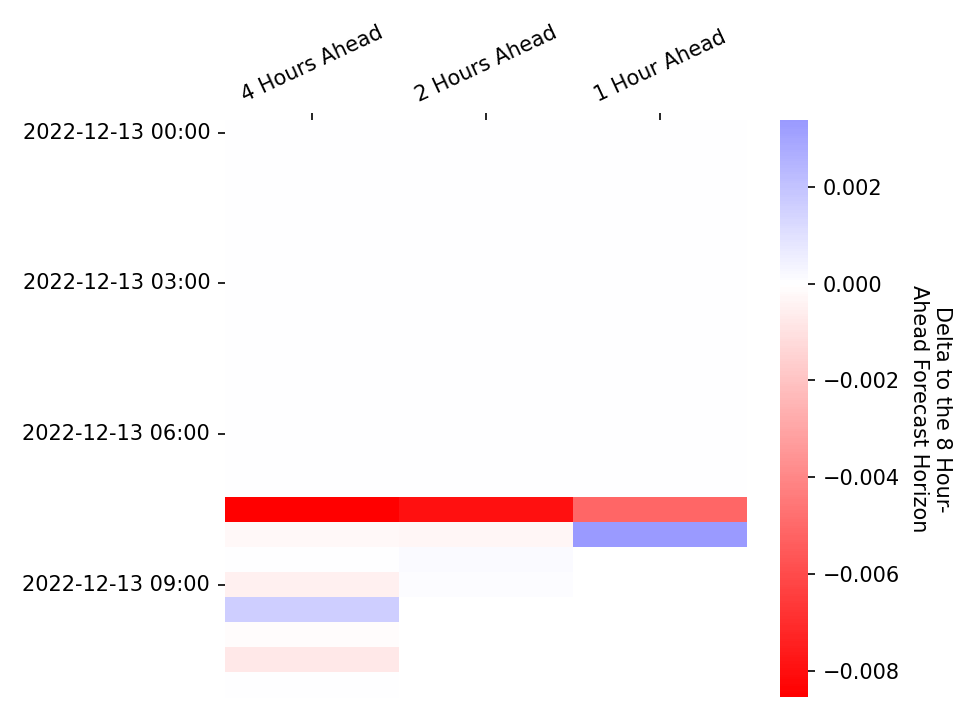 4 Hours Ahead
2 Hours Ahead
1 Hour Ahead
2022-12-13 00:00
2022-12-13 03:00
2022-12-13 06:00
2022-12-13 09:00
0.002
0.000
−0.002
−0.004
−0.006
−0.008
Delta to the 8 Hour-
Ahead Forecast Horizon